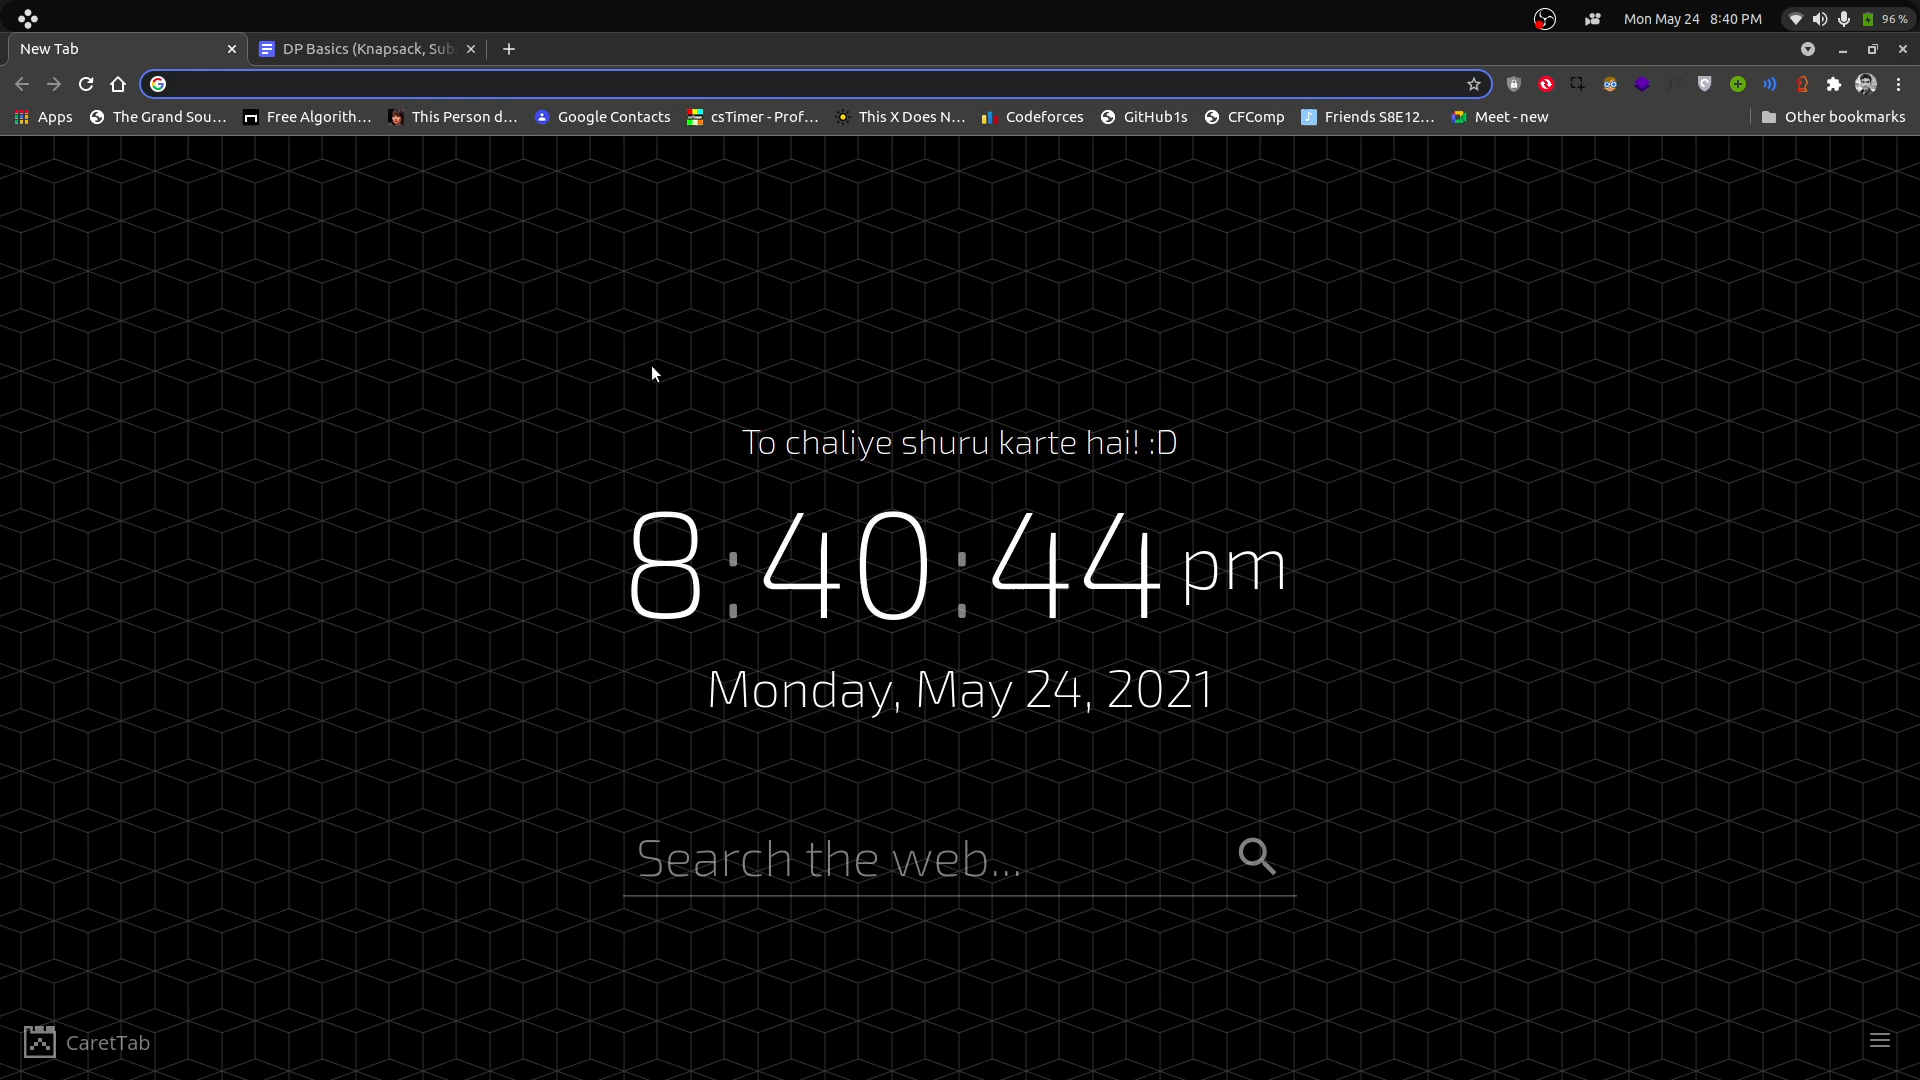 Mon May 24 8:40 PM
96 %
New Tab
DP Basics (Knapsack, Sub
Apps
The Grand Sou...
Free Algorith...
This Person d...
Google Contacts
csTimer - Prof...
This X Does N...
Codeforces
GitHub1s
CFComp
Friends S8E12...
Meet - new
Other bookmarks
To chaliye shuru karte hai! :D
8:40:44 pm
Monday, May 24, 2021
Search the web...
CaretTab